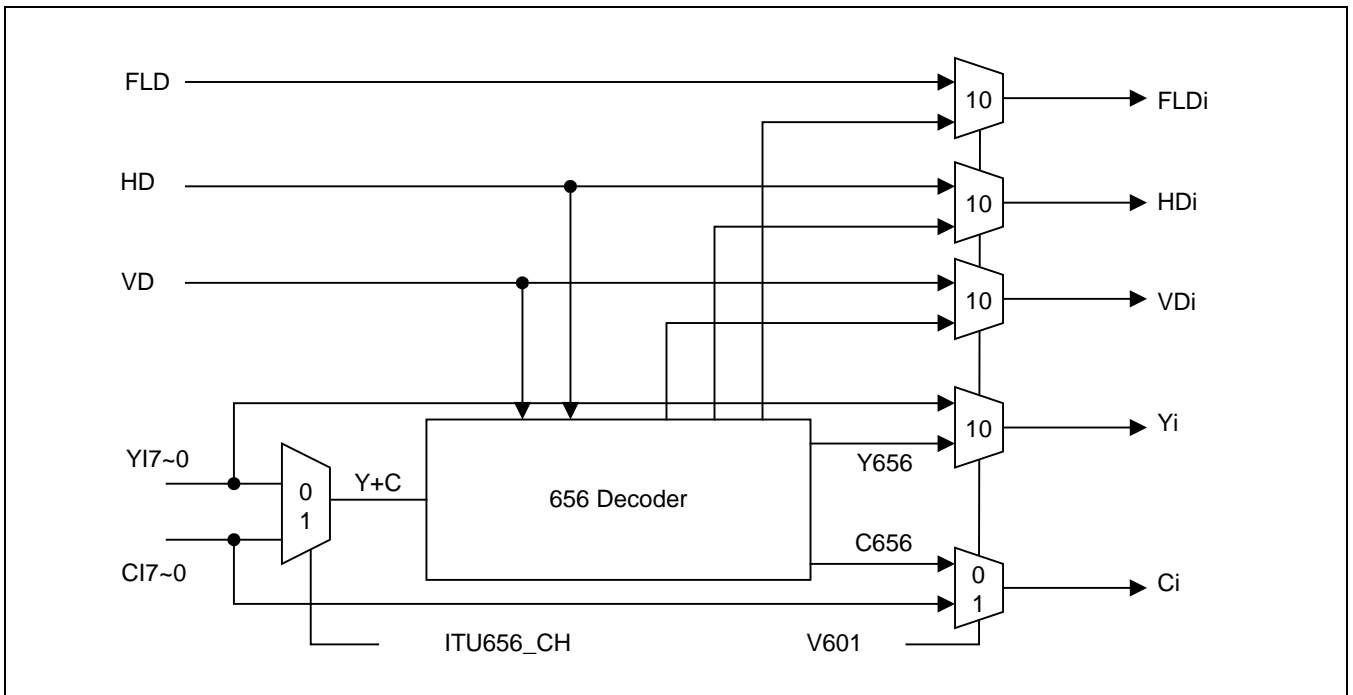 FLD
10
FLDi
HD
10
HDi
VD
10
VDi
YI7~0
0
1
Y+C
656 Decoder
Y656
10
Yi
CI7~0
C656
0
1
Ci
ITU656_CH
V601